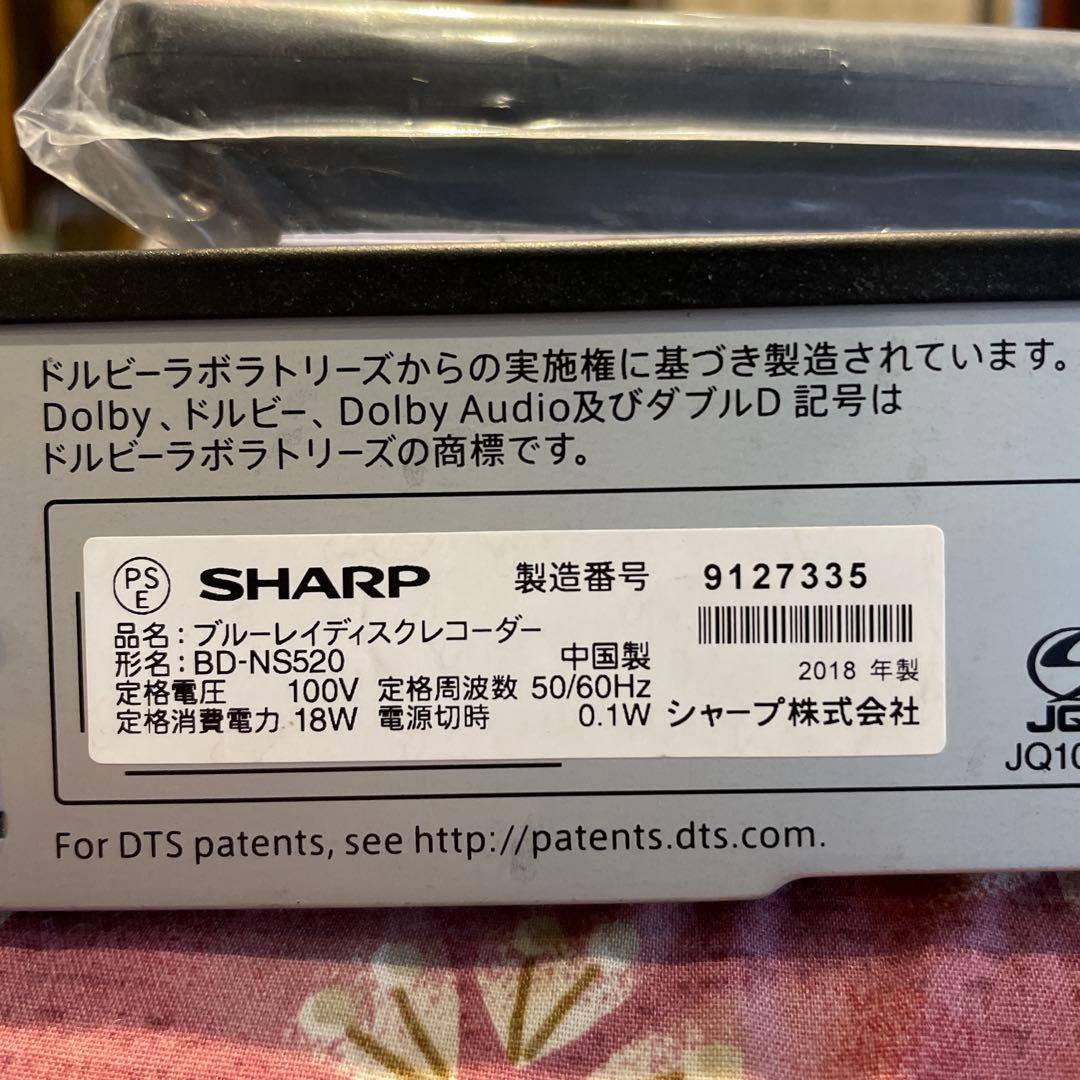 ドルビーラボラトリーズからの実施権に基づき製造されています。
Dolby、ドルビー、Dolby Audio及びダブルD 記号は
ドルビーラボラトリーズの商標です。
PSE SHARP 製造番号 9127335
品名:ブルーレイディスクレコーダー
形名:BD-NS520 中国製 2018 年製
定格電圧 100V 定格周波数 50/60Hz
定格消費電力 18W 電源切時 0.1W シャープ株式会社
For DTS patents, see http://patents.dts.com.